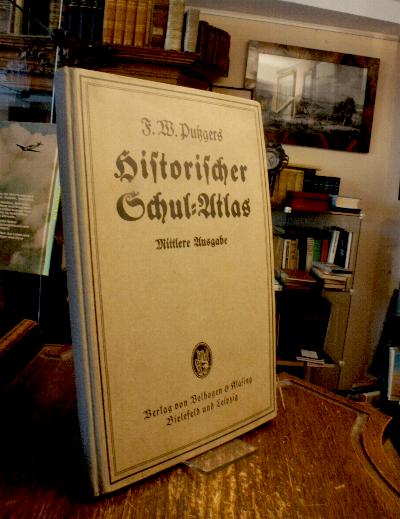 F. W. Putzgers
Historischer
Schul-Atlas
Mittlere Ausgabe
Verlag von Velhagen & Klasing
Bielefeld und Leipzig